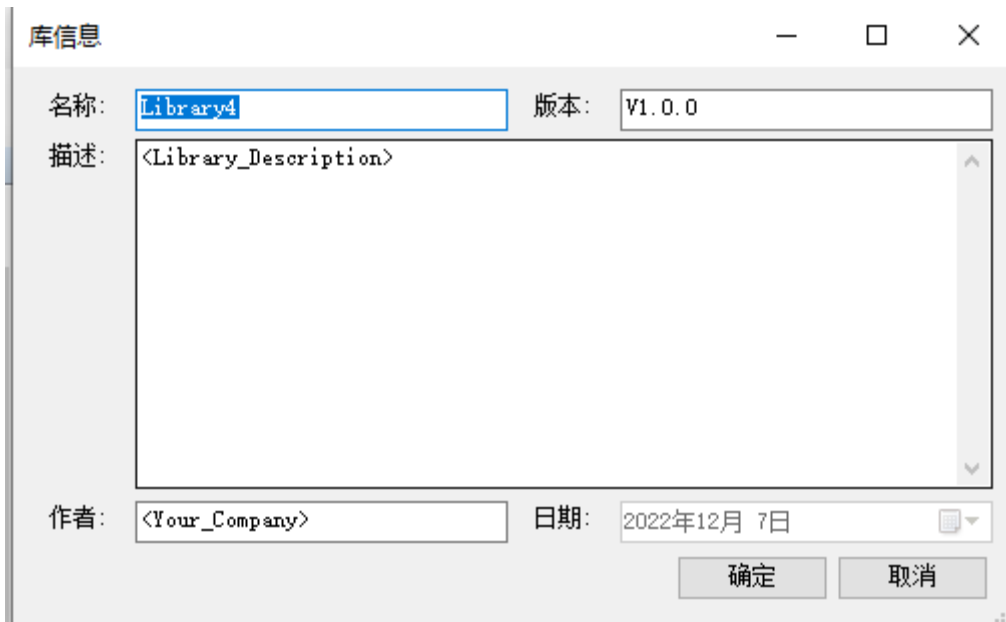 库信息
名称: Library4 版本: V1.0.0
描述: <Library_Description>
作者: <Your_Company> 日期: 2022年12月 7日
确定 取消